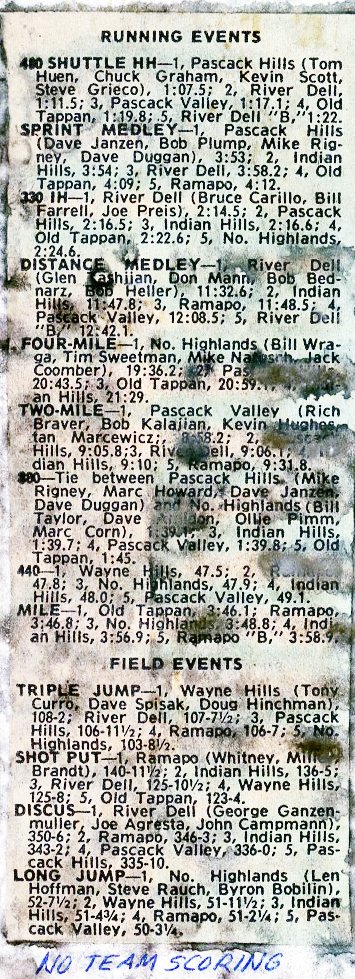 RUNNING EVENTS
480 SHUTTLE HH—1, Pascack Hills (Tom
Huen, Chuck Graham, Kevin Scott,
Steve Grieco), 1:07.5; 2, River Dell,
1:11.5; 3, Pascack Valley, 1:17.1; 4, Old
Tappan, 1:19.8; 5, River Dell "B,"1:22.
SPRINT MEDLEY—1, Pascack Hills
(Dave Janzen, Bob Plump, Mike Rig-
ney, Dave Duggan), 3:53; 2, Indian
Hills, 3:54; 3, River Dell, 3:58.2; 4, Old
Tappan, 4:09; 5, Ramapo, 4:12.
330 IH—1, River Dell (Bruce Carillo, Bill
Farrell, Joe Preis), 2:14.5; 2, Pascack
Hills, 2:16.5; 3, Indian Hills, 2:16.6; 4,
Old Tappan, 2:22.6; 5, No. Highlands,
2:24.6.
DISTANCE MEDLEY—1, River Dell
(Glen Kashijan, Don Mann, Bob Bed-
narz, Bob Heller), 11:32.6; 2, Indian
Hills, 11:47.8; 3, Ramapo, 11:48.5; 4,
Pascack Valley, 12:08.5; 5, River Dell
"B," 12:42.1.
FOUR-MILE—1, No. Highlands (Bill Wra-
ga, Tim Sweetman, Mike Jack
Coomber), 19:36.2; 2, Pas
20:43.5; 3, Old Tappan,
an Hills, 21:29.
TWO-MILE—1, Pascack Valley (Rich
Braver, Bob Kalajian, Kevin Hughes,
tan Marcewicz;, 8:58.2; 2,
Hills, 9:05.8;3, River Dell, 9:06.1;
dian Hills, 9:10; 5, Ramapo, 9:31.8.
880—Tie between Pascack Hills (Mike
Rigney, Marc Howard, Dave Janzen,
Dave Duggan) and No. Highlands (Bill
Taylor, Dave Ollie Pimm,
Marc Corn), 1:39.1; 3, Indian Hills,
1:39.7; 4, Pascack Valley, 1:39.8; 5, Old
Tappan, 1:45.
440—1, Wayne Hills, 47.5; 2,
47.8; 3, No. Highlands, 47.9; 4, Indian
Hills, 48.0; 5, Pascack Valley, 49.1.
MILE—1, Old Tappan, 3:46.1; Ramapo,
3:46.8; 3, No. Highlands, 3:48.8; 4, Indi-
an Hills, 3:56.9; 5, Ramapo "B," 3:58.9.
FIELD EVENTS
TRIPLE JUMP—1, Wayne Hills (Tony
Curro, Dave Spisak, Doug Hinchman),
108-2; River Dell, 107-7½; 3, Pascack
Hills, 106-11½; 4, Ramapo, 106-7; 5, No.
Highlands, 103-8½.
SHOT PUT—1, Ramapo (Whitney,
Brandt), 140-11½; 2, Indian Hills, 136-5;
3, River Dell, 125-10½; 4, Wayne Hills,
125-8; 5, Old Tappan, 123-4.
DISCUS—1, River Dell (George Ganzen-
muller, Joe Agresta, John Campmann),
350-6; 2, Ramapo, 346-3; 3, Indian Hills,
343-2; 4, Pascack Valley, 336-0; 5, Pas-
cack Hills, 335-10.
LONG JUMP—1, No. Highlands (Len
Hoffman, Steve Rauch, Byron Bobilin),
52-7½; 2, Wayne Hills, 51-11½; 3, Indian
Hills, 51-4¾; 4, Ramapo, 51-2¼; 5, Pas-
cack Valley, 50-3¼.
NO TEAM SCORING